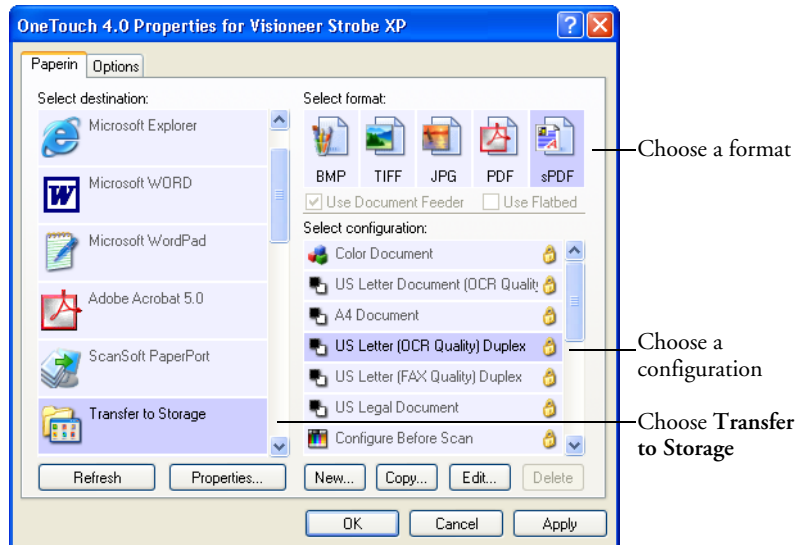 OneTouch 4.0 Properties for Visioneer Strobe XP
Paperin
Options
Select destination:
Microsoft Explorer
Microsoft WORD
Microsoft WordPad
Adobe Acrobat 5.0
ScanSoft PaperPort
Transfer to Storage
Refresh
Properties...
Select format:
BMP
TIFF
JPG
PDF
sPDF
Use Document Feeder
Use Flatbed
Select configuration:
Color Document
US Letter Document (OCR Quality
A4 Document
US Letter (OCR Quality) Duplex
US Letter (FAX Quality) Duplex
US Legal Document
Configure Before Scan
New...
Copy...
Edit...
Delete
OK
Cancel
Apply
Choose a format
Choose a
configuration
Choose Transfer
to Storage